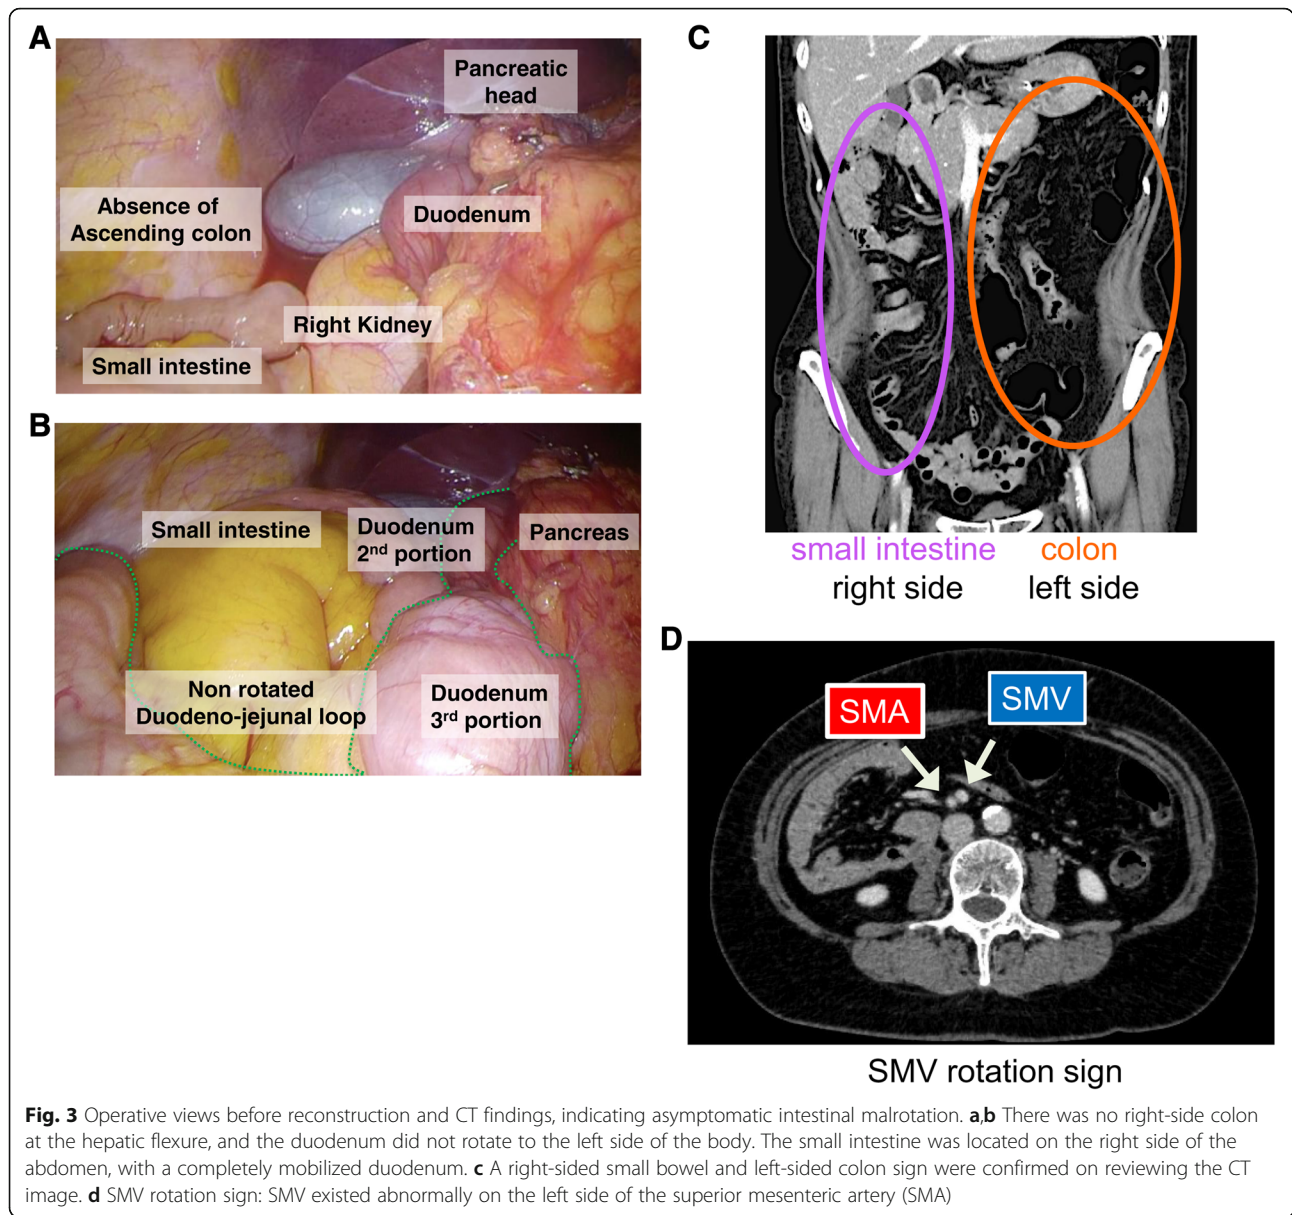 A
Pancreatic
head
Absence of
Ascending colon
Duodenum
Right Kidney
Small intestine
B
Small intestine
Duodenum
2nd portion
Pancreas
Non rotated
Duodeno-jejunal loop
Duodenum
3rd portion
C
small intestine
right side
colon
left side
D
SMA
SMV
SMV rotation sign
Fig. 3 Operative views before reconstruction and CT findings, indicating asymptomatic intestinal malrotation. a,b There was no right-side colon
at the hepatic flexure, and the duodenum did not rotate to the left side of the body. The small intestine was located on the right side of the
abdomen, with a completely mobilized duodenum. c A right-sided small bowel and left-sided colon sign were confirmed on reviewing the CT
image. d SMV rotation sign: SMV existed abnormally on the left side of the superior mesenteric artery (SMA)